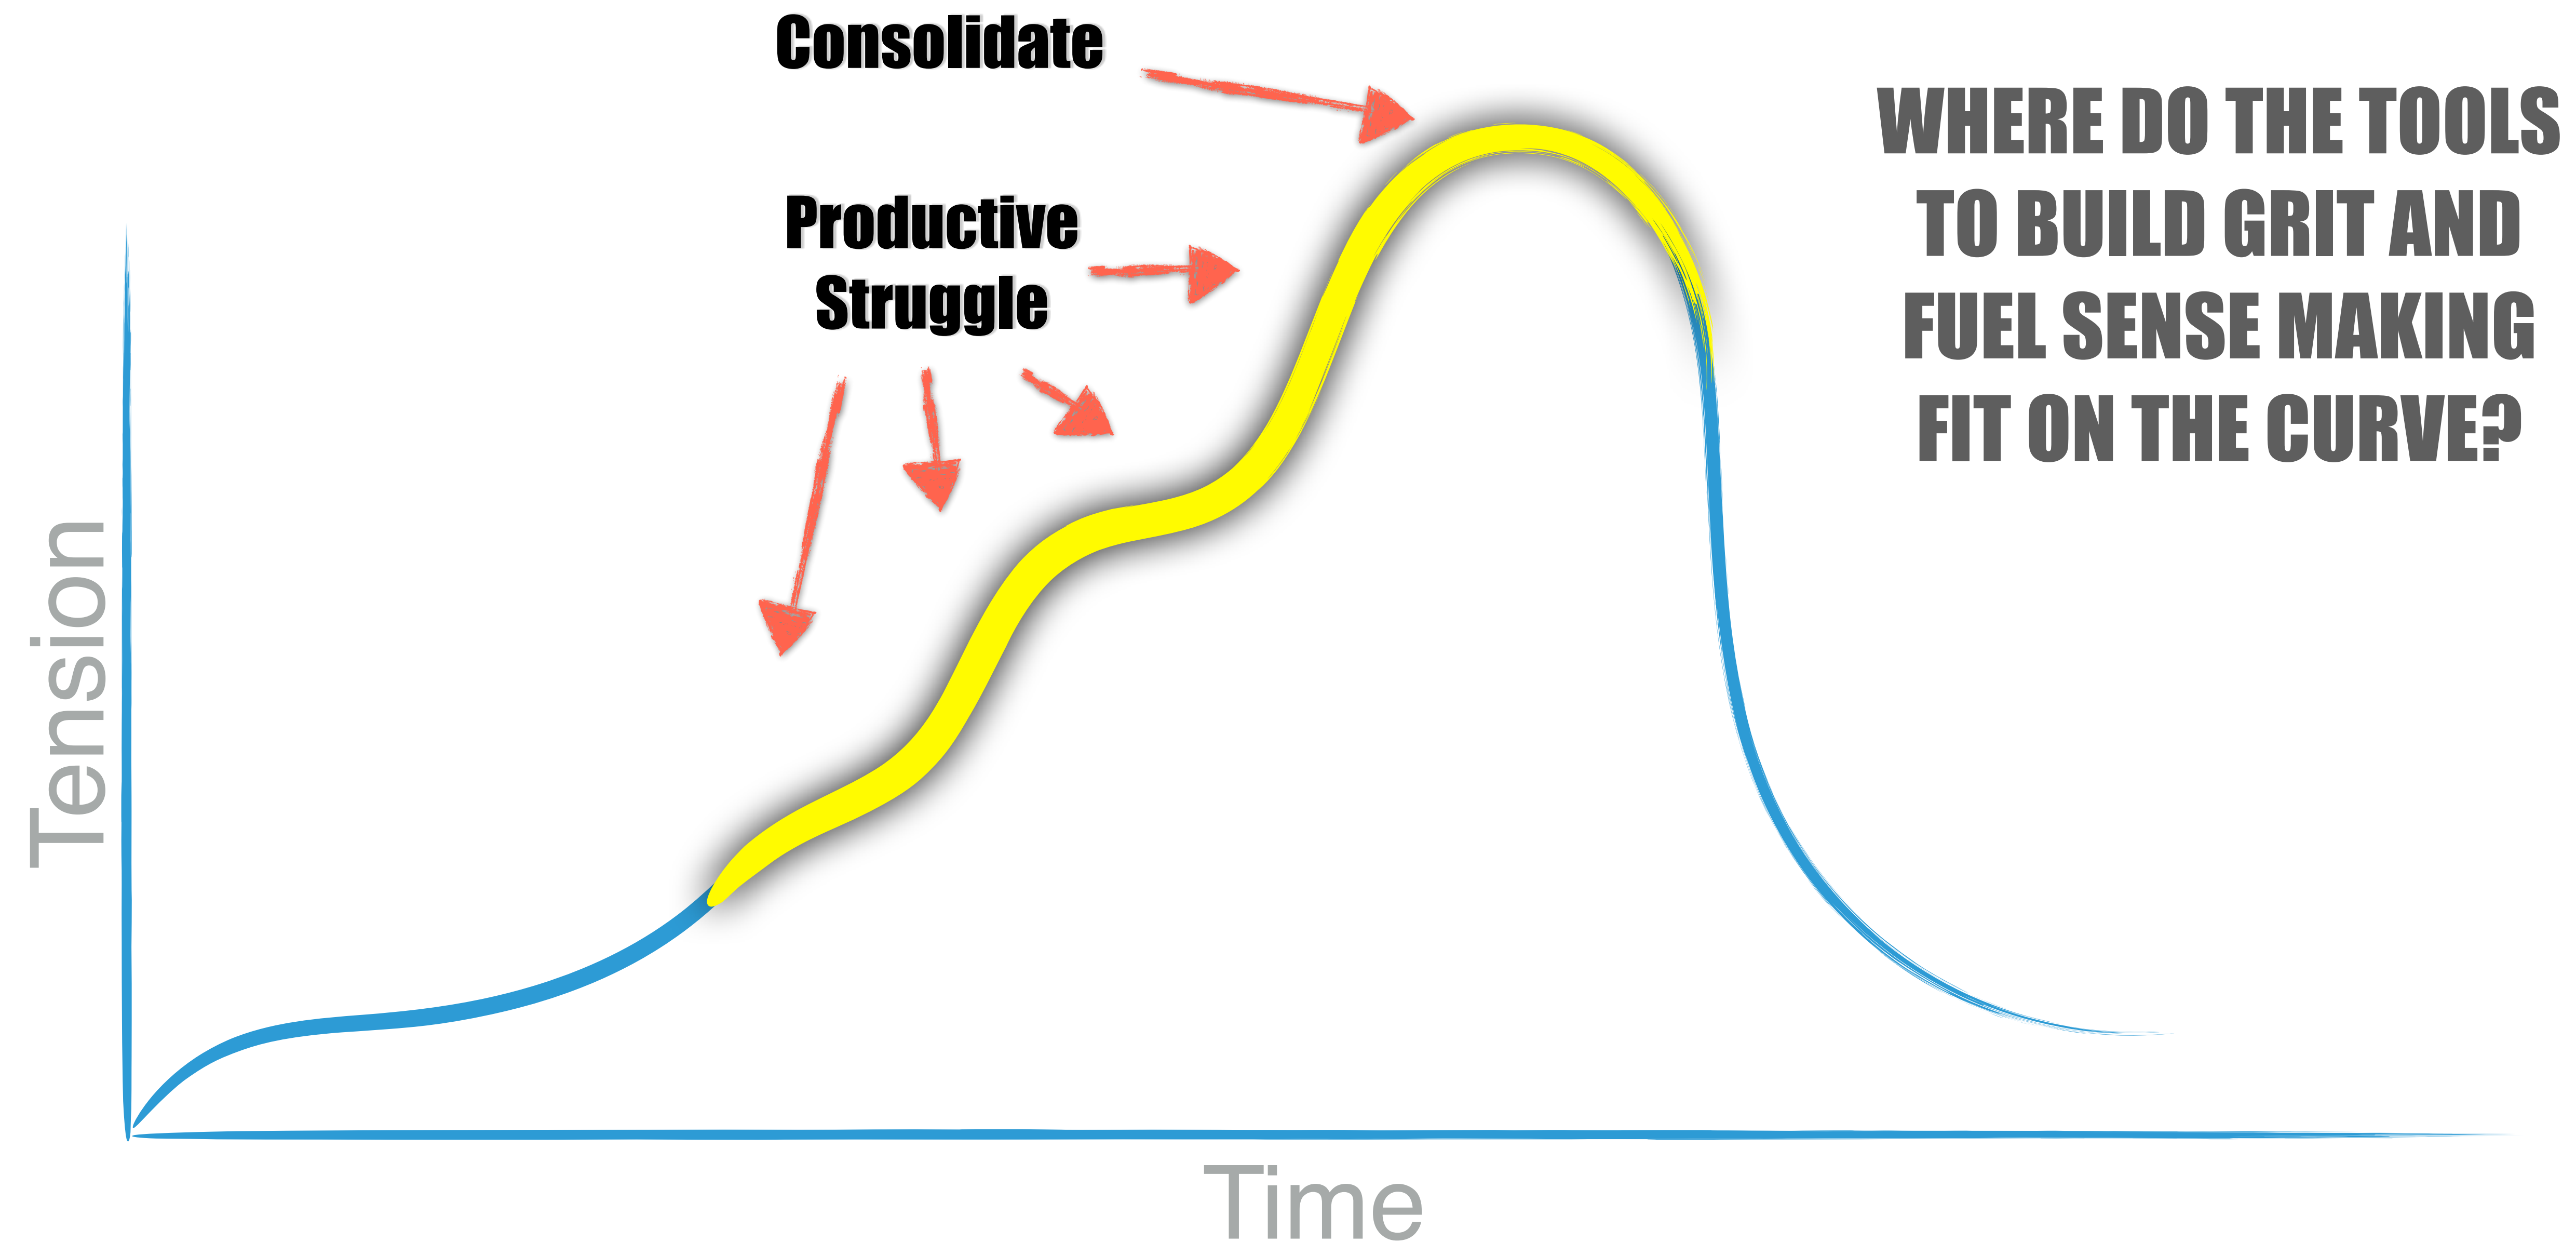 Consolidate
Productive
Struggle
WHERE DO THE TOOLS
TO BUILD GRIT AND
FUEL SENSE MAKING
FIT ON THE CURVE?
Tension
Time